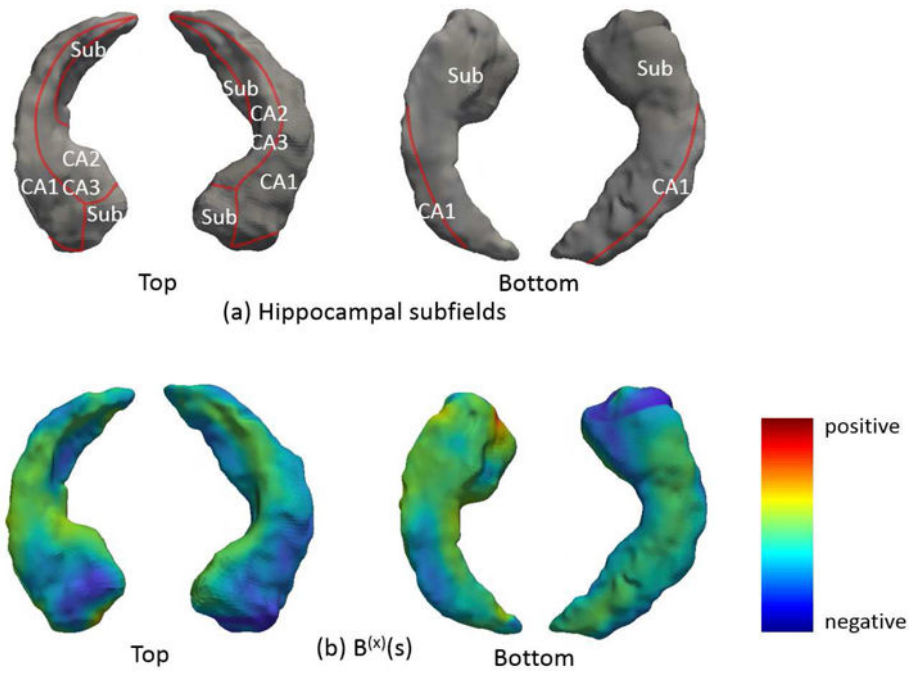 Sub
CA2
CA1 CA3
Sub
Sub
CA2
CA3
CA1
Sub
Sub
CA1
Sub
CA1
Top
Bottom
(a) Hippocampal subfields
positive
negative
Top
(b) B(x)(s)
Bottom